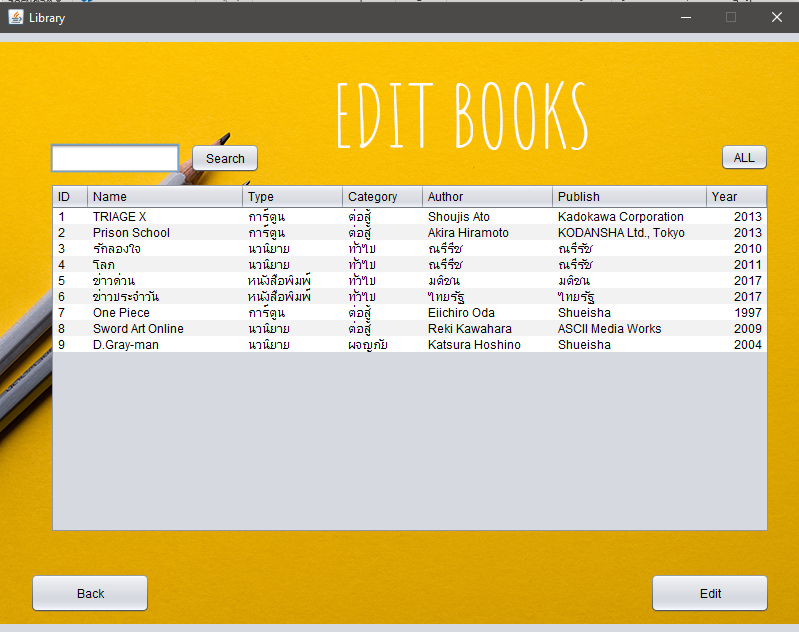 Library
EDIT BOOKS
Search
ALL
ID Name Type Category Author Publish Year
1 TRIAGE X การ์ตูน ต่อสู้ Shoujis Ato Kadokawa Corporation 2013
2 Prison School การ์ตูน ต่อสู้ Akira Hiramoto KODANSHA Ltd., Tokyo 2013
3 รักลองใจ นวนิยาย ทั่วไป ณรีรัช ณรีรัช 2010
4 โลภ นวนิยาย ทั่วไป ณรีรัช ณรีรัช 2011
5 ข่าวด่วน หนังสือพิมพ์ ทั่วไป มติชน มติชน 2017
6 ข่าวประจำวัน หนังสือพิมพ์ ทั่วไป ไทยรัฐ ไทยรัฐ 2017
7 One Piece การ์ตูน ต่อสู้ Eiichiro Oda Shueisha 1997
8 Sword Art Online นวนิยาย ต่อสู้ Reki Kawahara ASCII Media Works 2009
9 D.Gray-man นวนิยาย ผจญภัย Katsura Hoshino Shueisha 2004
Back
Edit